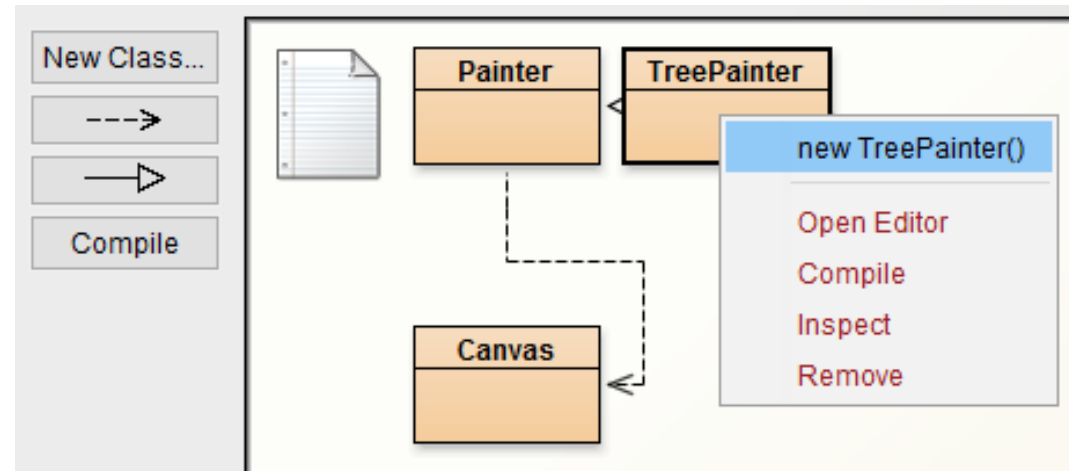 New Class...
Compile
Painter
TreePainter
Canvas
new TreePainter()
Open Editor
Compile
Inspect
Remove